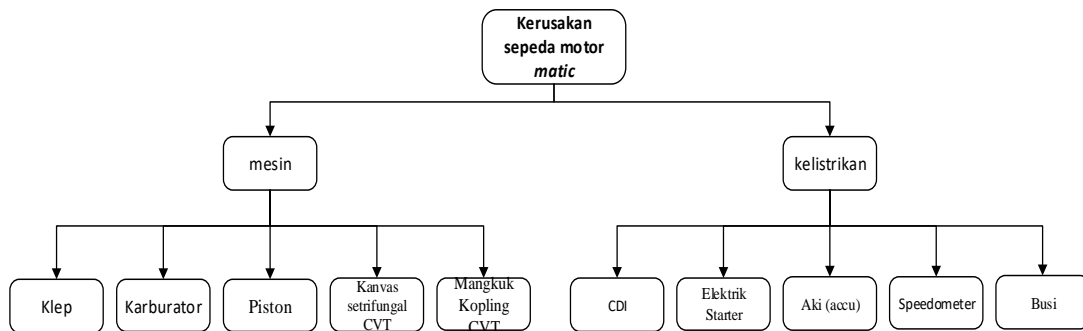 Kerusakan
sepeda motor
matic
mesin
kelistrikan
Klep
Karburator
Piston
Kanvas
setrifungal
CVT
Mangkuk
Kopling
CVT
CDI
Elektrik
Starter
Aki (accu)
Speedometer
Busi